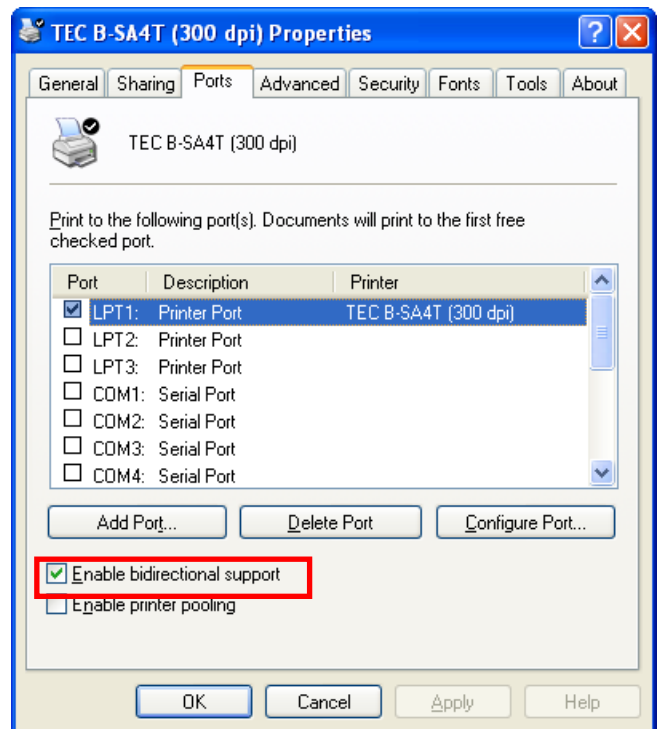 TEC B-SA4T (300 dpi) Properties
General Sharing Ports Advanced Security Fonts Tools About
TEC B-SA4T (300 dpi)
Print to the following port(s). Documents will print to the first free
checked port.
Port Description Printer
LPT1: Printer Port TEC B-SA4T (300 dpi)
LPT2: Printer Port
LPT3: Printer Port
COM1: Serial Port
COM2: Serial Port
COM3: Serial Port
COM4: Serial Port
Add Port... Delete Port Configure Port...
Enable bidirectional support
Enable printer pooling
OK Cancel Apply Help